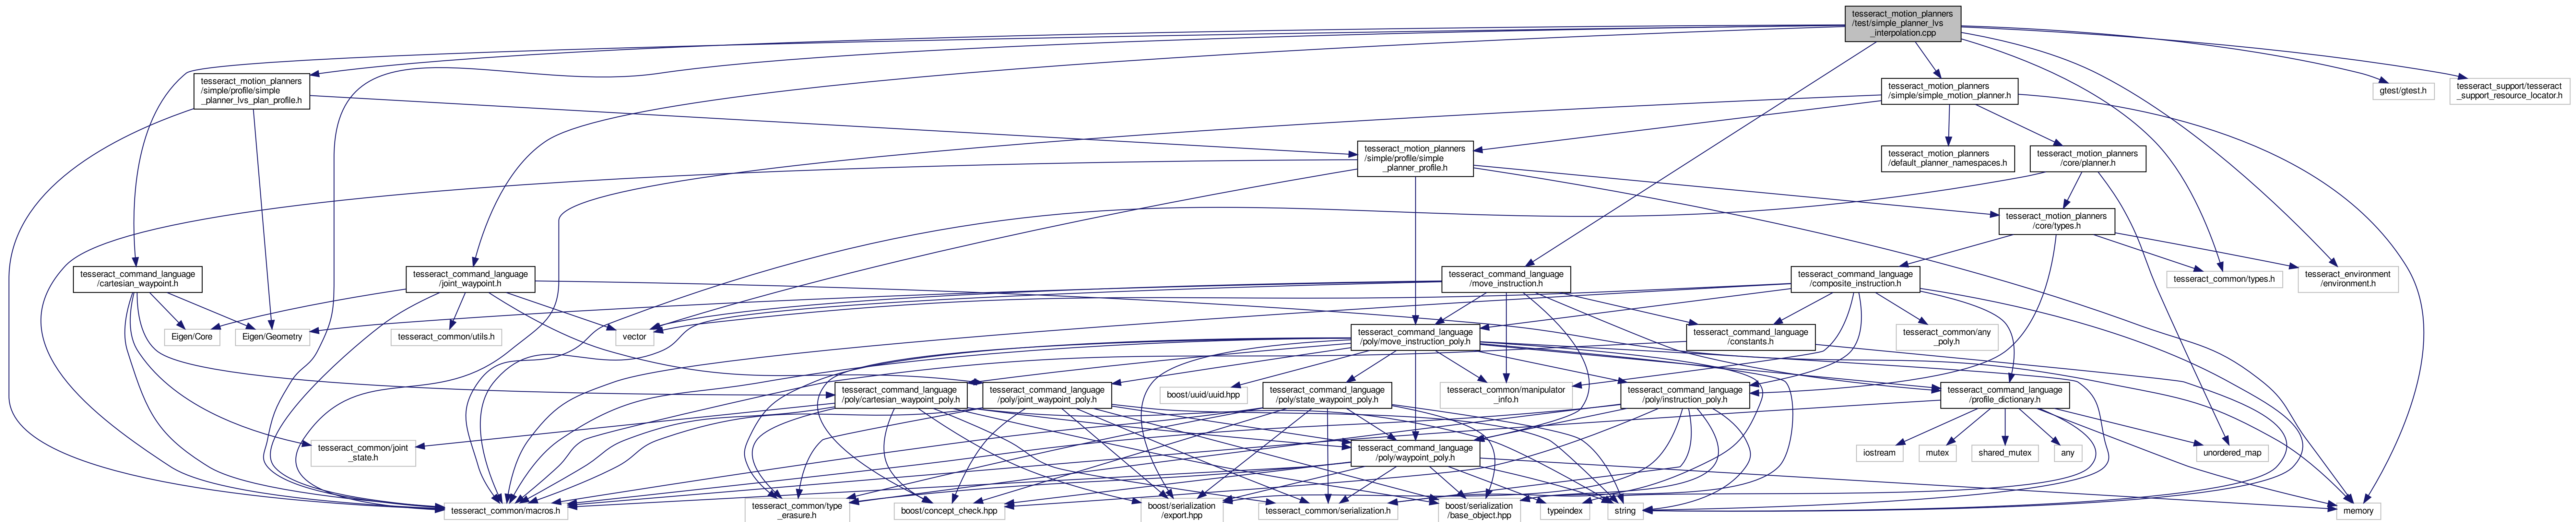 tesseract_motion_planners
/test/simple_planner_lvs
_interpolation.cpp
tesseract_motion_planners
/simple/profile/simple
_planner_lvs_plan_profile.h
tesseract_motion_planners
/simple/simple_motion_planner.h
gtest/gtest.h
tesseract_support/tesseract
_support_resource_locator.h
tesseract_motion_planners
/simple/profile/simple
_planner_profile.h
tesseract_motion_planners
/default_planner_namespaces.h
tesseract_motion_planners
/core/planner.h
tesseract_motion_planners
/core/types.h
tesseract_command_language
/cartesian_waypoint.h
tesseract_command_language
/joint_waypoint.h
tesseract_command_language
/move_instruction.h
tesseract_command_language
/composite_instruction.h
tesseract_common/types.h
tesseract_environment
/environment.h
Eigen/Core
Eigen/Geometry
tesseract_common/utils.h
vector
tesseract_command_language
/poly/move_instruction_poly.h
tesseract_command_language
/constants.h
tesseract_common/any
_poly.h
tesseract_command_language
/poly/cartesian_waypoint_poly.h
tesseract_command_language
/poly/joint_waypoint_poly.h
boost/uuid/uuid.hpp
tesseract_command_language
/poly/state_waypoint_poly.h
tesseract_common/manipulator
_info.h
tesseract_command_language
/poly/instruction_poly.h
tesseract_command_language
/profile_dictionary.h
tesseract_common/joint
_state.h
tesseract_command_language
/poly/waypoint_poly.h
iostream
mutex
shared_mutex
any
unordered_map
tesseract_common/macros.h
tesseract_common/type
_erasure.h
boost/concept_check.hpp
boost/serialization
/export.hpp
tesseract_common/serialization.h
boost/serialization
/base_object.hpp
typeindex
string
memory